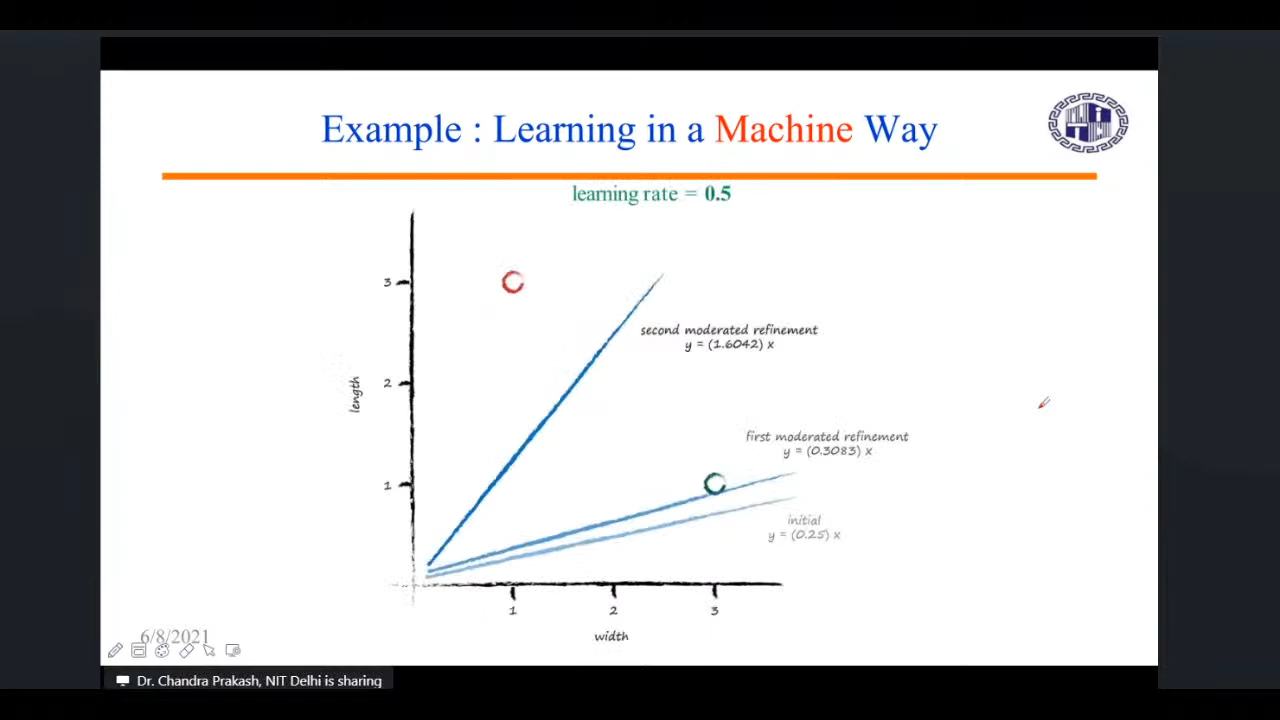 Example : Learning in a Machine Way
learning rate = 0.5
3
second moderated refinement
y = (1.6042) x
2
length
first moderated refinement
y = (0.3083) x
1
initial
y = (0.25) x
1 2 3
width
6/8/2021
Dr. Chandra Prakash, NIT Delhi is sharing